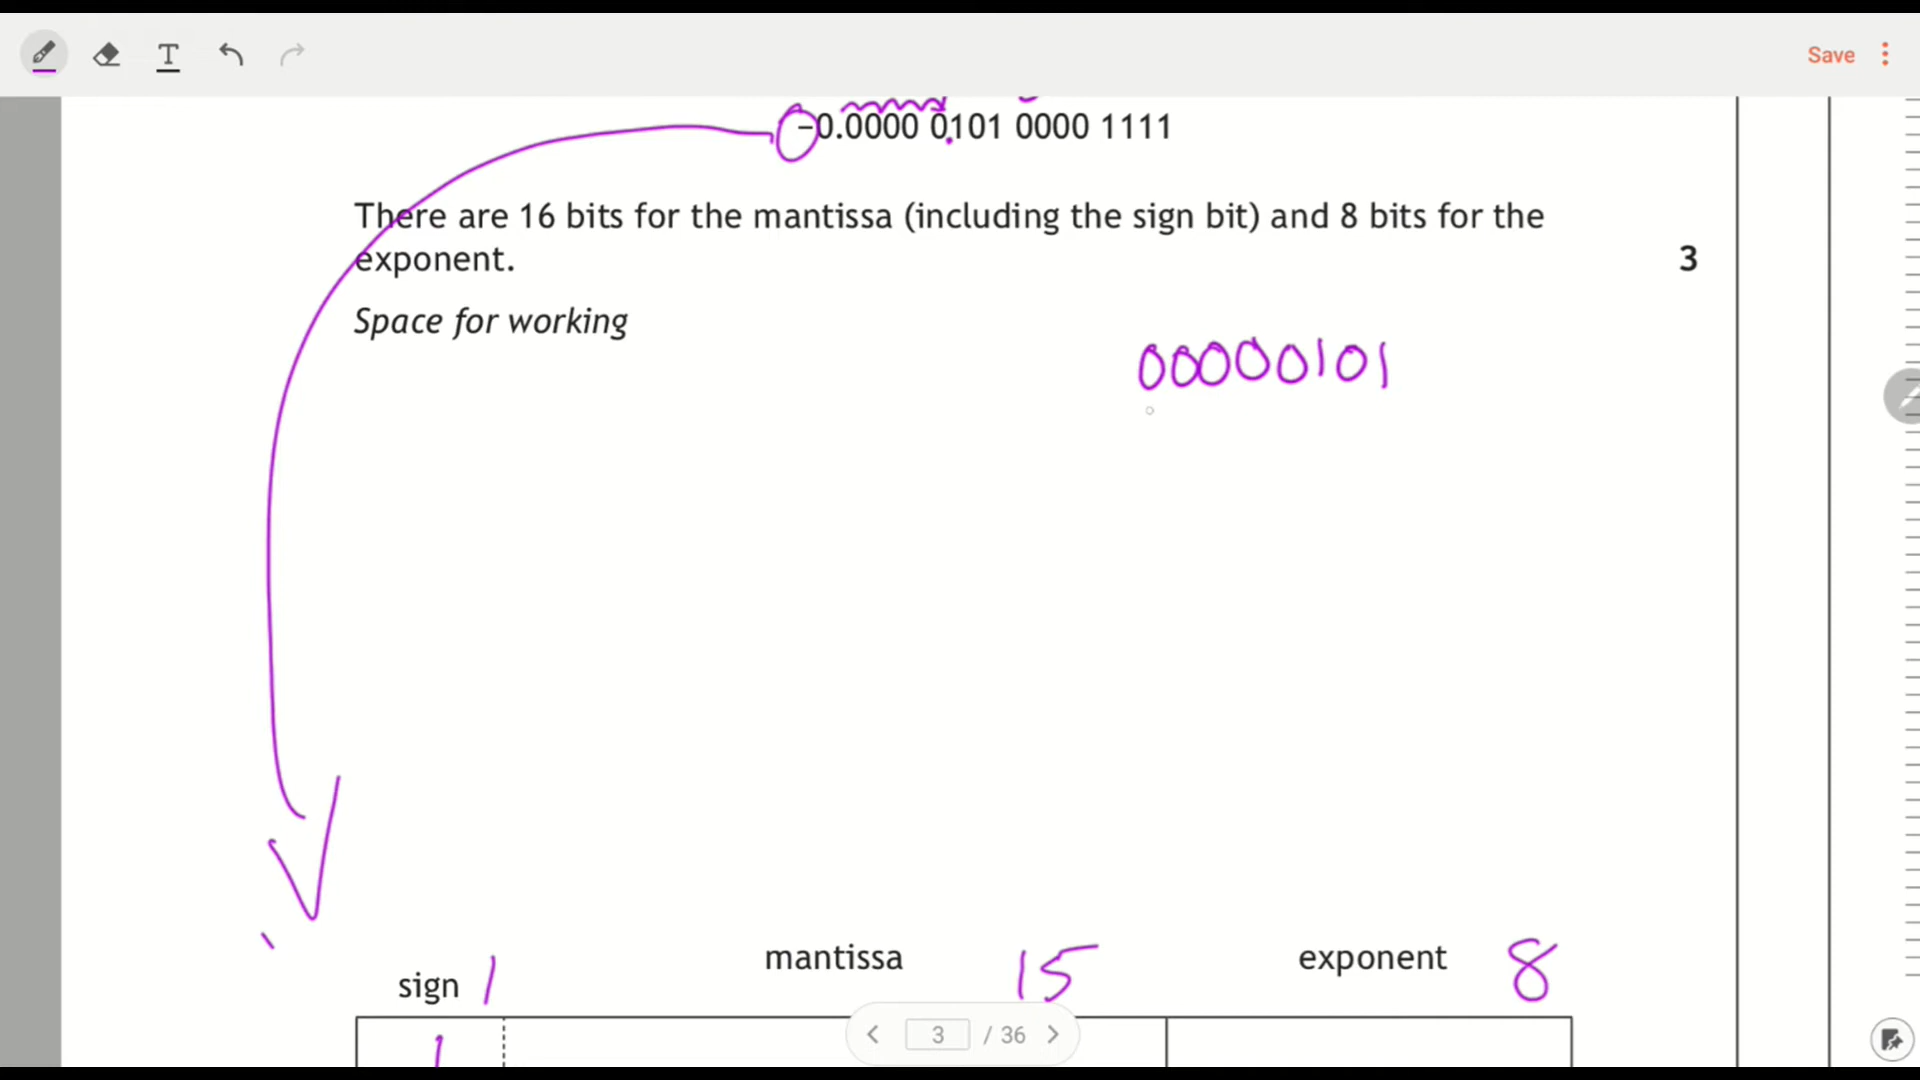 T
Save
−0.0000 0101 0000 1111
There are 16 bits for the mantissa (including the sign bit) and 8 bits for the
exponent.
3
Space for working
00000101
mantissa 15 exponent 8
sign 1
1
3 / 36